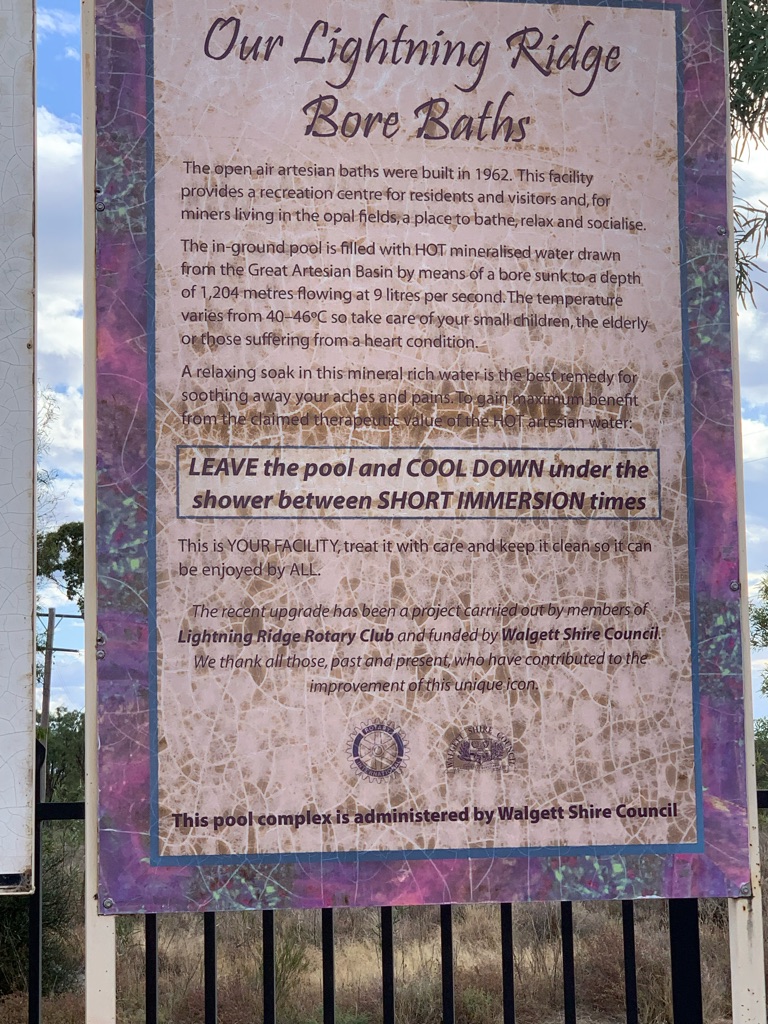 Our Lightning Ridge
Bore Baths
The open air artesian baths were built in 1962. This facility
provides a recreation centre for residents and visitors and, for
miners living in the opal fields, a place to bathe, relax and socialise.
The in-ground pool is filled with HOT mineralised water drawn
from the Great Artesian Basin by means of a bore sunk to a depth
of 1,204 metres flowing at 9 litres per second. The temperature
varies from 40–46ºC so take care of your small children, the elderly
or those suffering from a heart condition.
A relaxing soak in this mineral rich water is the best remedy for
soothing away your aches and pains. To gain maximum benefit
from the claimed therapeutic value of the HOT artesian water:
LEAVE the pool and COOL DOWN under the
shower between SHORT IMMERSION times
This is YOUR FACILITY, treat it with care and keep it clean so it can
be enjoyed by ALL.
The recent upgrade has been a project carrried out by members of
Lightning Ridge Rotary Club and funded by Walgett Shire Council.
We thank all those, past and present, who have contributed to the
improvement of this unique icon.
ROTARY
INTERNATIONAL
SHIRE COUNCIL
This pool complex is administered by Walgett Shire Council